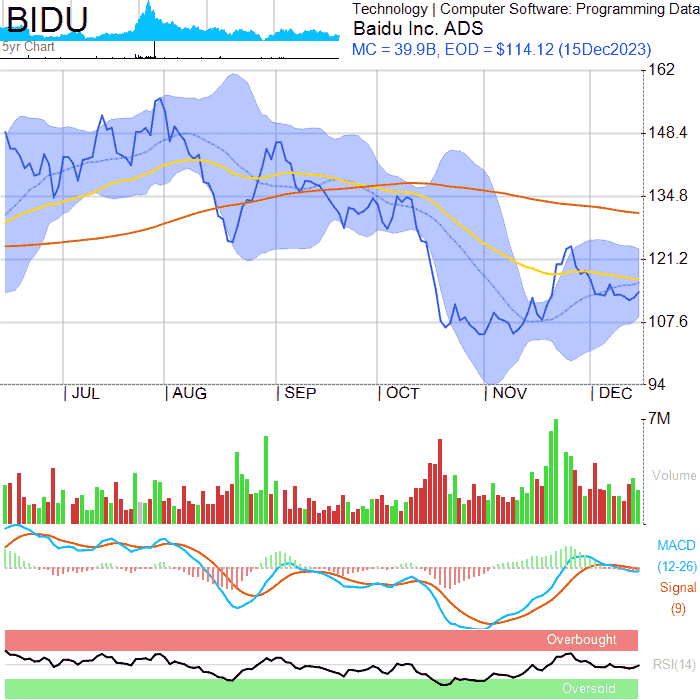 BIDU
Technology | Computer Software: Programming Data
Baidu Inc. ADS
5yr Chart
MC = 39.9B, EOD = $114.12 (15Dec2023)
162
148.4
134.8
121.2
107.6
94
JUL AUG SEP OCT NOV DEC
7M
Volume
MACD
(12-26)
Signal
(9)
Overbought
RSI(14)
Oversold